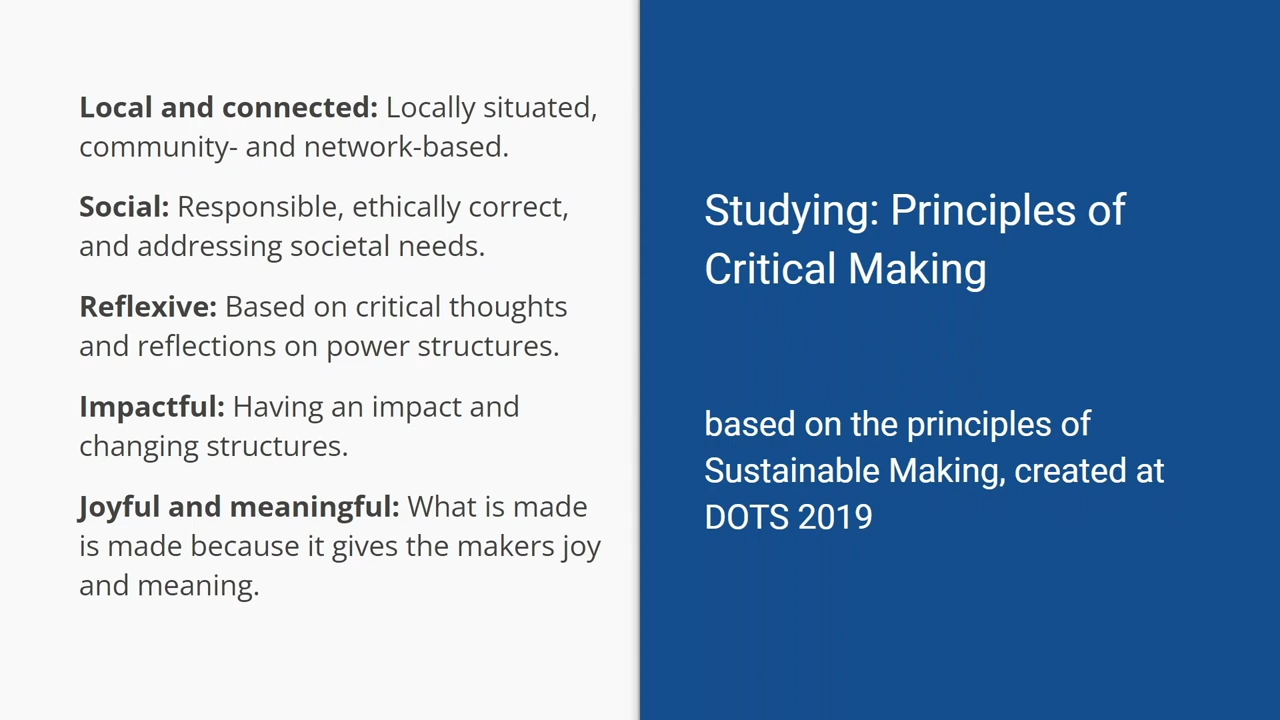 Local and connected: Locally situated,
community- and network-based.
Social: Responsible, ethically correct,
and addressing societal needs.
Reflexive: Based on critical thoughts
and reflections on power structures.
Impactful: Having an impact and
changing structures.
Joyful and meaningful: What is made
is made because it gives the makers joy
and meaning.
Studying: Principles of
Critical Making
based on the principles of
Sustainable Making, created at
DOTS 2019